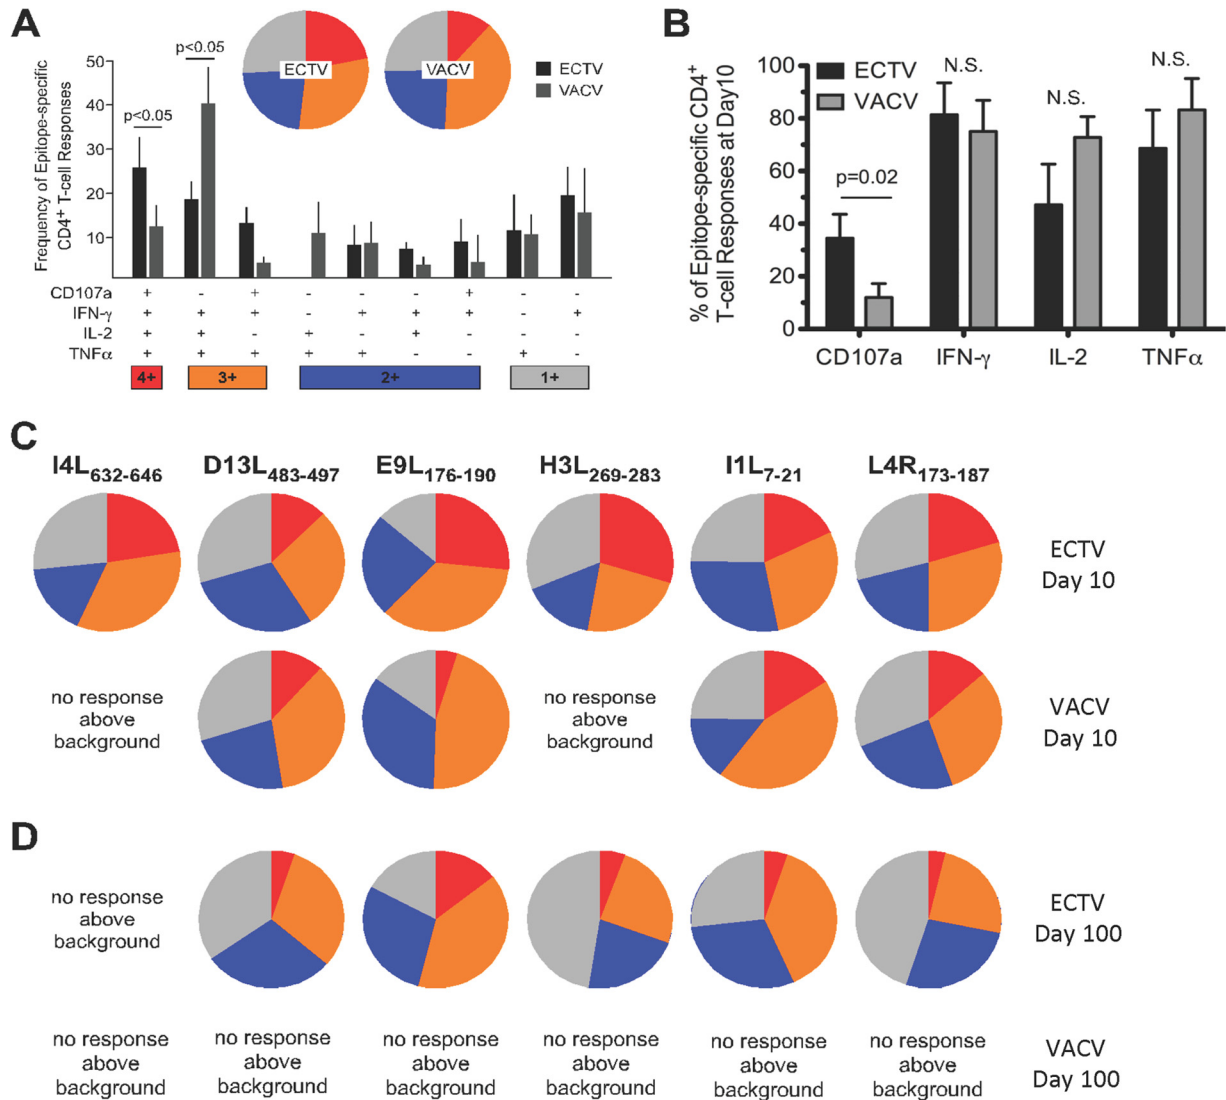 A
p<0.05
p<0.05
ECTV
VACV
ECTV
VACV
Frequency of Epitope-specific
CD4⁺ T-cell Responses
50
40
30
20
10
CD107a + - + - - - + - -
IFN-γ + + + - + + + - +
IL-2 + + - + - + - - -
TNFα + + + + + - - + -
4+ 3+ 2+ 1+
B
% of Epitope-specific CD4⁺
T-cell Responses at Day10
100
80
60
40
20
0
ECTV
VACV
p=0.02
N.S.
N.S.
N.S.
CD107a IFN-γ IL-2 TNFα
C
I4L632-646 D13L483-497 E9L176-190 H3L269-283 I1L7-21 L4R173-187
ECTV
Day 10
no response
above
background
no response
above
background
VACV
Day 10
D
no response
above
background
ECTV
Day 100
no response
above
background
no response
above
background
no response
above
background
no response
above
background
no response
above
background
no response
above
background
VACV
Day 100